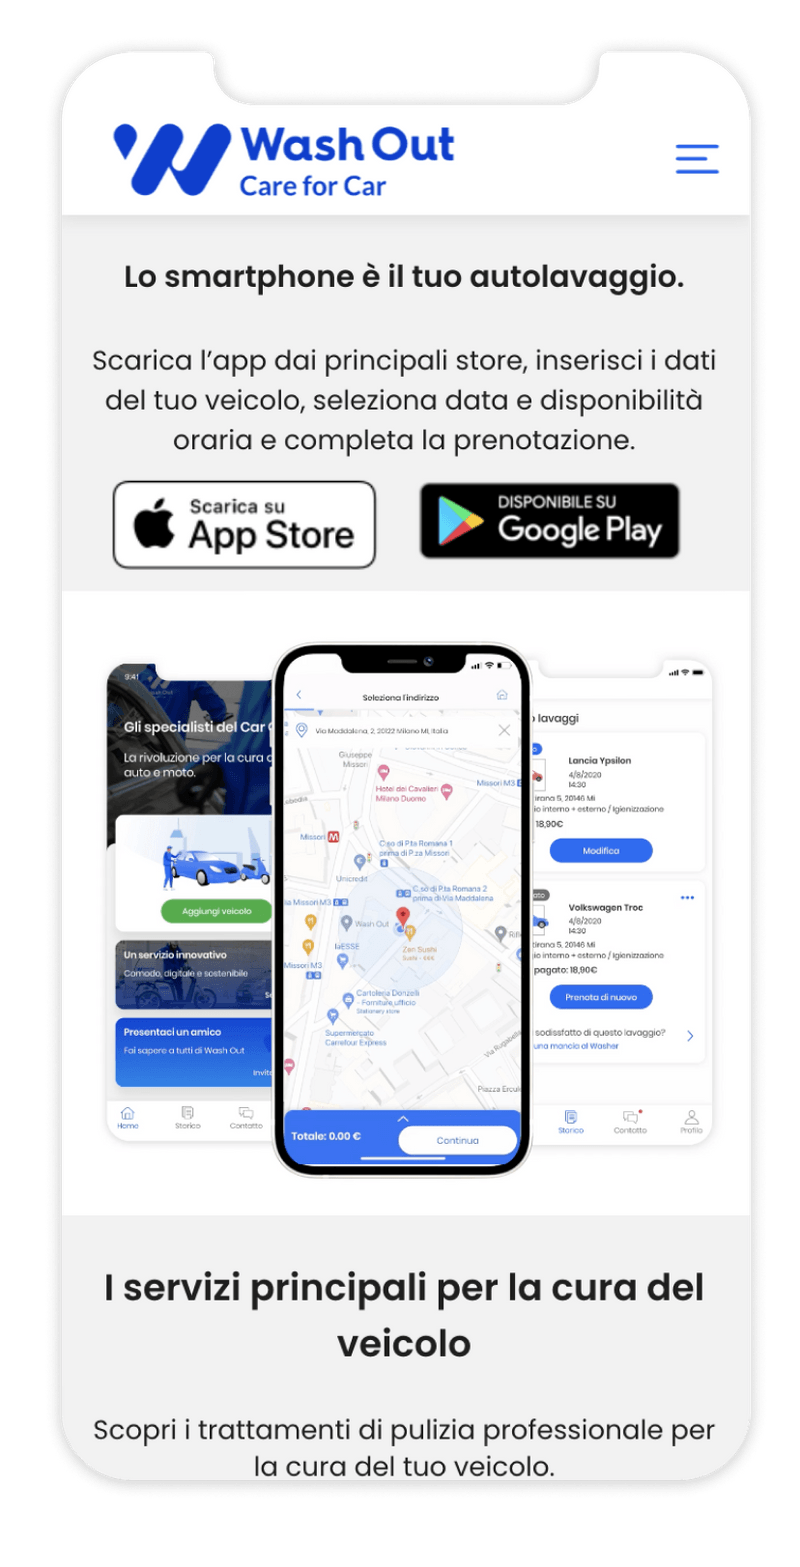 Wash Out
Care for Car
Lo smartphone è il tuo autolavaggio.
Scarica l'app dai principali store, inserisci i dati
del tuo veicolo, seleziona data e disponibilità
oraria e completa la prenotazione.
Scarica su
App Store
DISPONIBILE SU
Google Play
9:41
Gli specialisti del Car
La rivoluzione per la cura
auto e moto.
Aggiungi veicolo
Un servizio innovativo
Comodo, digitale e sostenibile
Presentaci un amico
Fai sapere a tutti di Wash Out
Home
Storico
Contatto
Seleziona l'indirizzo
Via Maddalena, 2, 20122 Milano MI, Italia
Giuseppe
Missori
Hotel dei Cavalieri
Milano Duomo
Missori M3
Missori M
C.so di P.ta Romana 1
prima di P.za Missori
Unicredit
C.so di P.ta Romana 2
prima di Via Maddalena
Missori M3
Wash Out
laESSE
Zen Sushi
Sushi - €€€
Missori M3
Cartoleria Donzelli
- Forniture ufficio
Stationery store
Supermercato
Carrefour Express
Via Rugabella
Piazza
Totale: 0.00 €
Continua
lavaggi
Lancia Ypsilon
4/8/2020
14:30
5, 20146 Mi
interno + esterno / Igienizzazione
18,90€
Modifica
Volkswagen Troc
4/8/2020
14:30
5, 20146 Mi
interno + esterno / Igienizzazione
pagato: 18,90€
Prenota di nuovo
sodissfatto di questo lavaggio?
una mancia al Washer
Storico
Contatto
Profilo
I servizi principali per la cura del
veicolo
Scopri i trattamenti di pulizia professionale per
la cura del tuo veicolo.